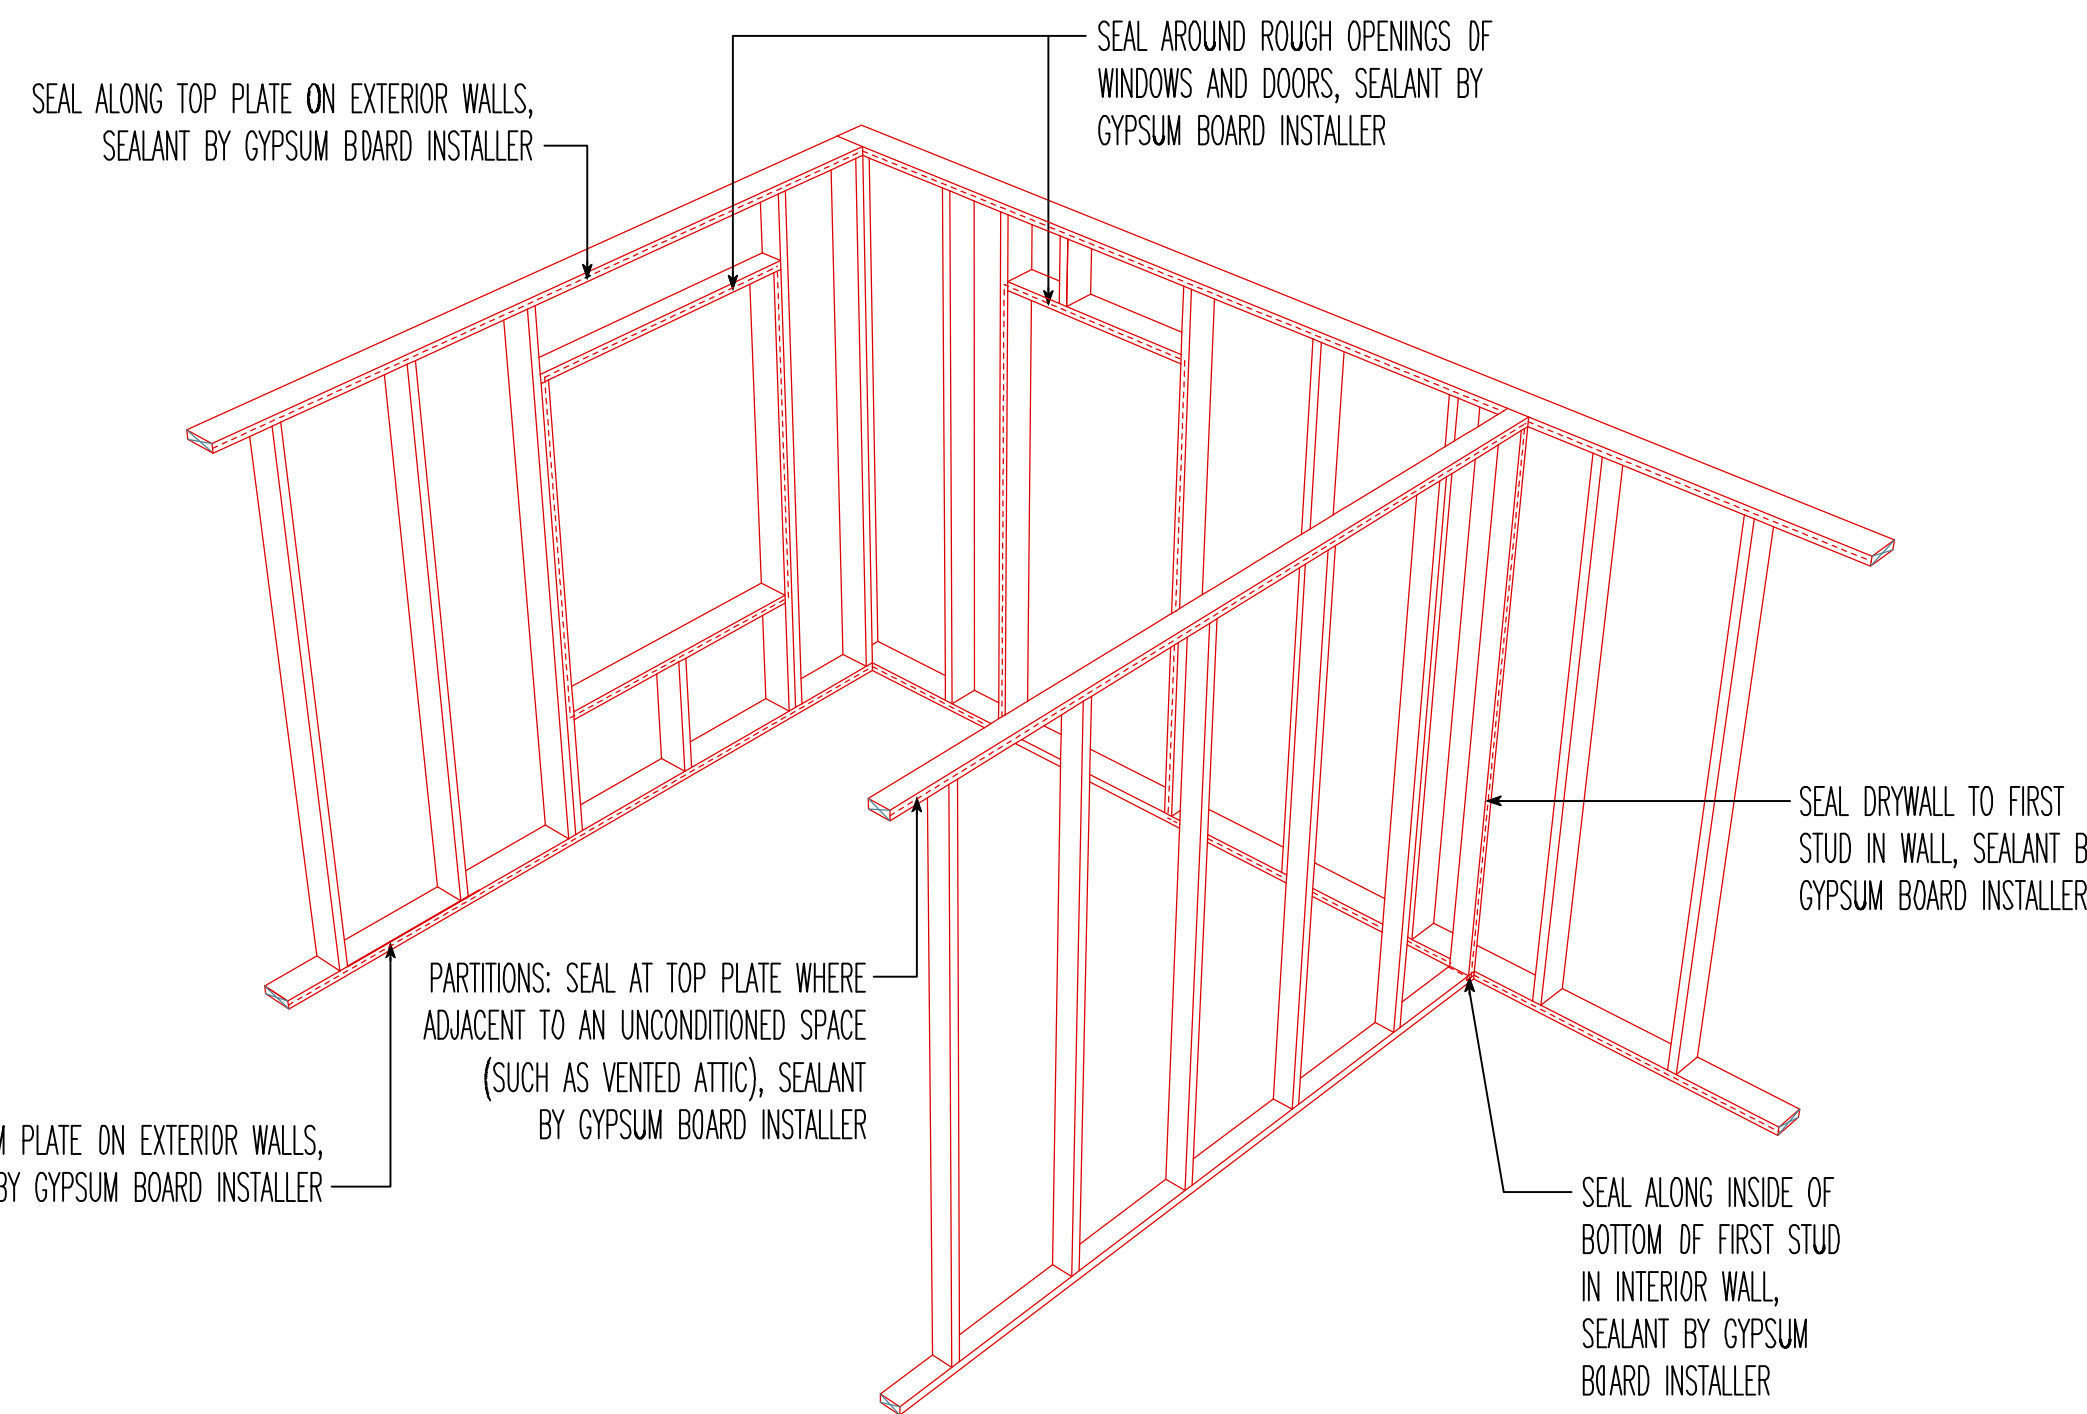 SEAL AROUND ROUGH OPENINGS OF
WINDOWS AND DOORS, SEALANT BY
GYPSUM BOARD INSTALLER
SEAL ALONG TOP PLATE ON EXTERIOR WALLS,
SEALANT BY GYPSUM BOARD INSTALLER
SEAL DRYWALL TO FIRST
STUD IN WALL, SEALANT
GYPSUM BOARD INSTALLER
PARTITIONS: SEAL AT TOP PLATE WHERE
ADJACENT TO AN UNCONDITIONED SPACE
(SUCH AS VENTED ATTIC), SEALANT
BY GYPSUM BOARD INSTALLER
PLATE ON EXTERIOR WALLS,
BY GYPSUM BOARD INSTALLER
SEAL ALONG INSIDE OF
BOTTOM OF FIRST STUD
IN INTERIOR WALL,
SEALANT BY GYPSUM
BOARD INSTALLER